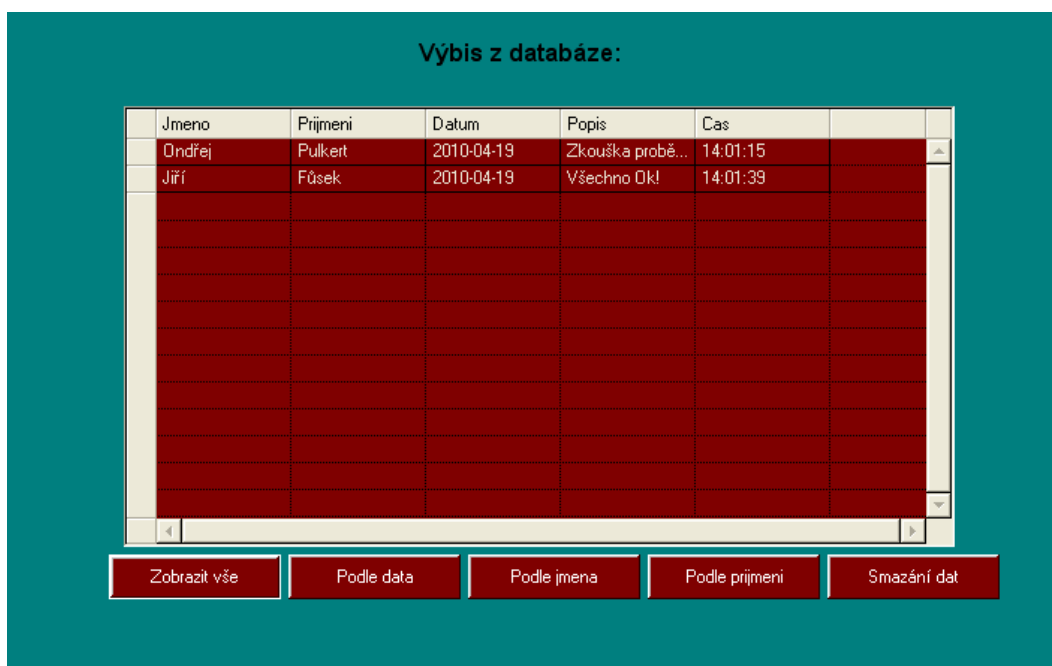 Výbis z databáze:
Jmeno Prijmeni Datum Popis Cas
Ondřej Pulkert 2010-04-19 Zkouška probě... 14:01:15
Jiří Fůsek 2010-04-19 Všechno Ok! 14:01:39
Zobrazit vše Podle data Podle jmena Podle prijmeni Smazání dat